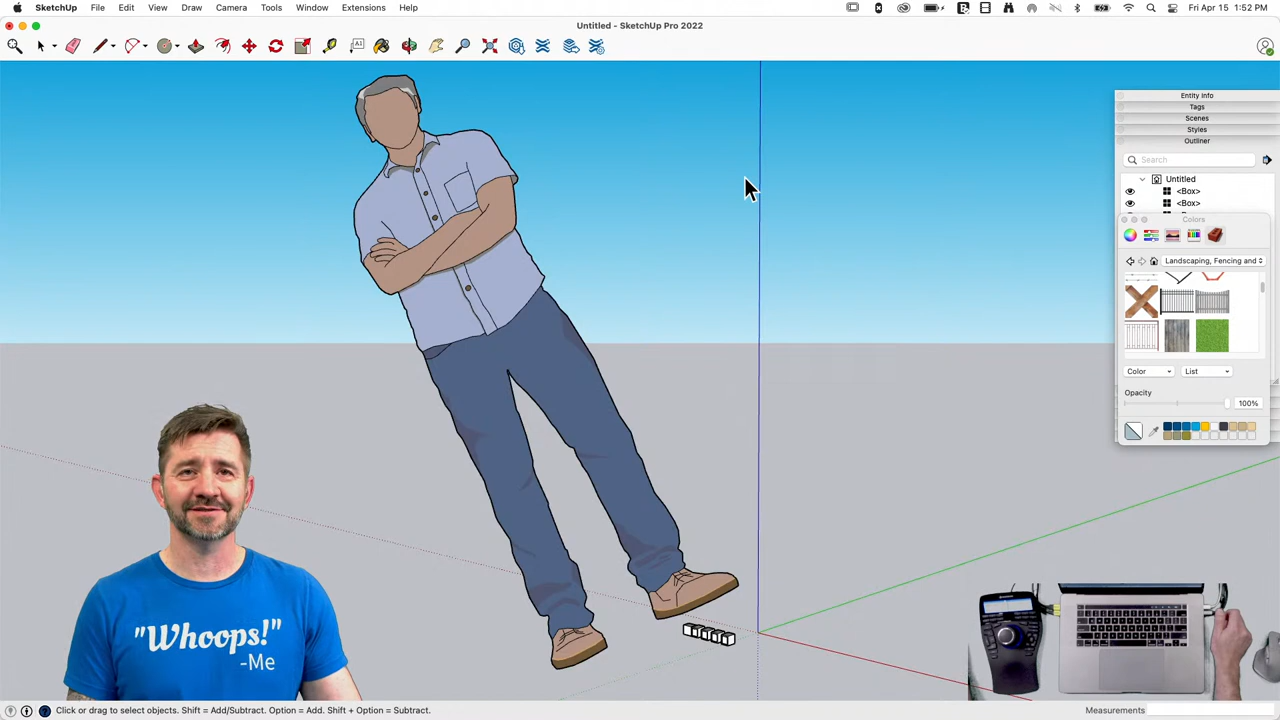 SketchUp File Edit View Draw Camera Tools Window Extensions Help Fri Apr 15 1:52 PM
Untitled - SketchUp Pro 2022
Entity Info
Tags
Scenes
Styles
Outliner
Search
Untitled
<Box>
<Box>
Colors
Landscaping, Fencing and
Color List
Opacity
100%
"Whoops!"
-Me
Click or drag to select objects. Shift = Add/Subtract. Option = Add. Shift + Option = Subtract. Measurements